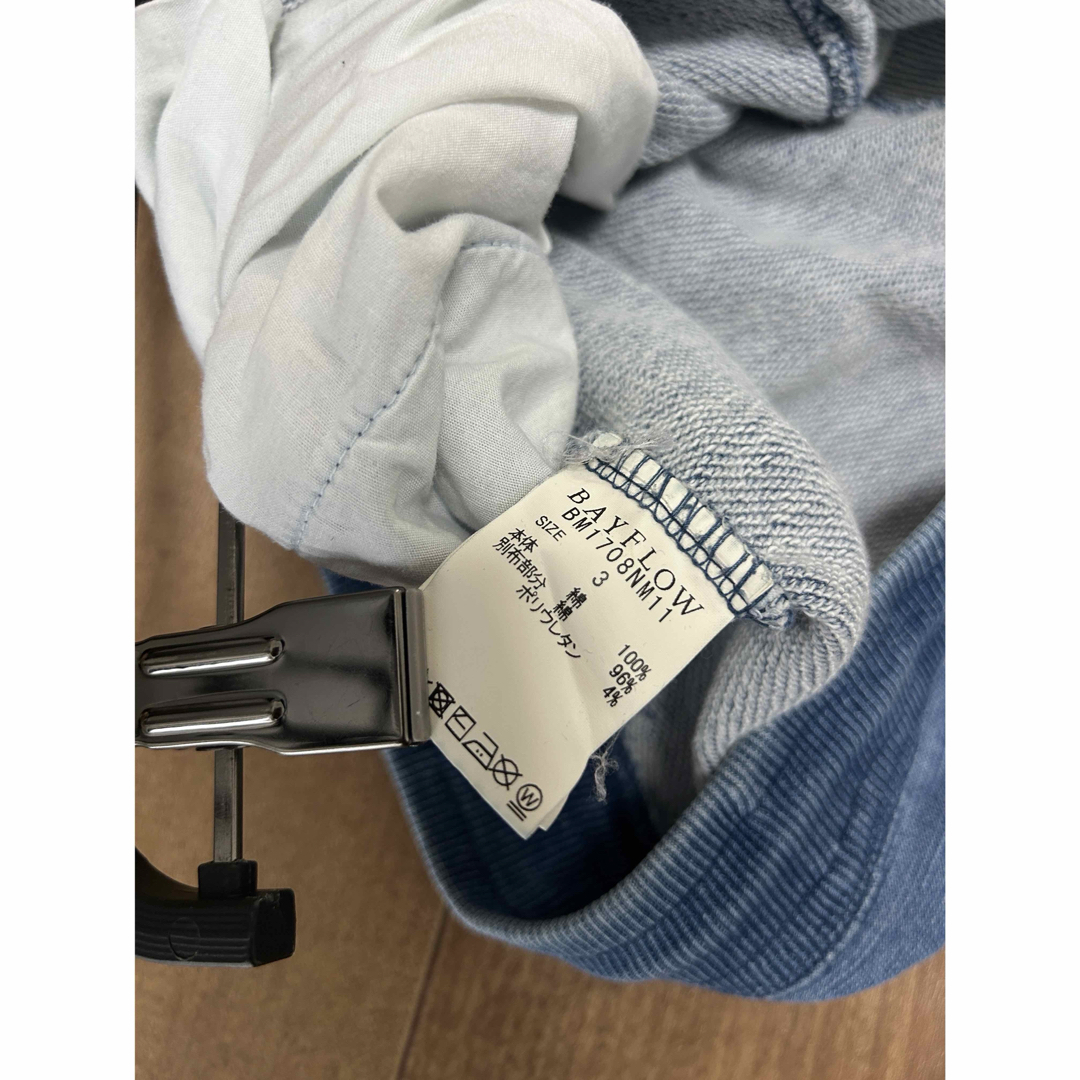 BAYFLOW
BM1708NM11
SIZE 3
本体 綿 100%
別布部分 綿 96%
ポリウレタン 4%
W